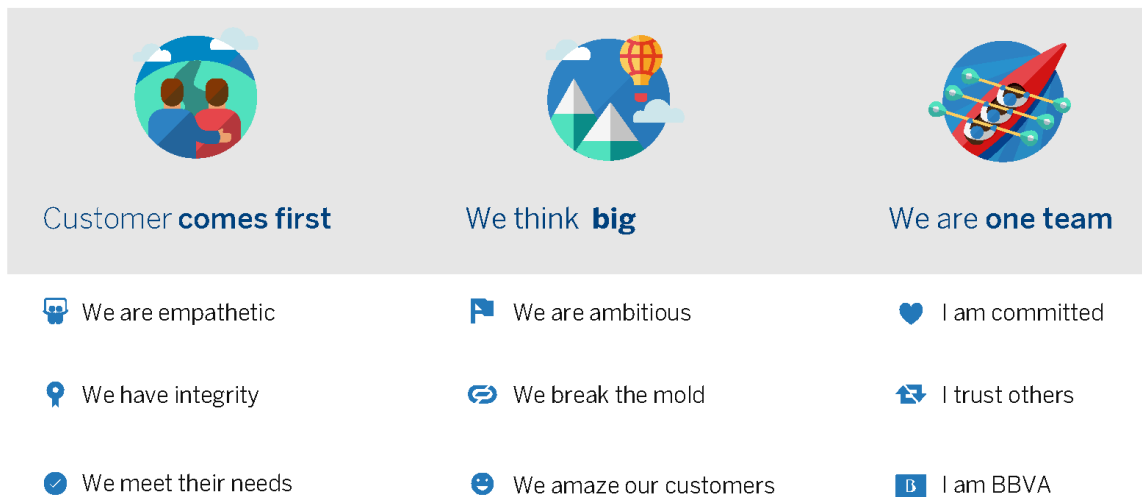 Customer comes first
We think big
We are one team
We are empathetic
We are ambitious
I am committed
We have integrity
We break the mold
I trust others
We meet their needs
We amaze our customers
B
I am BBVA